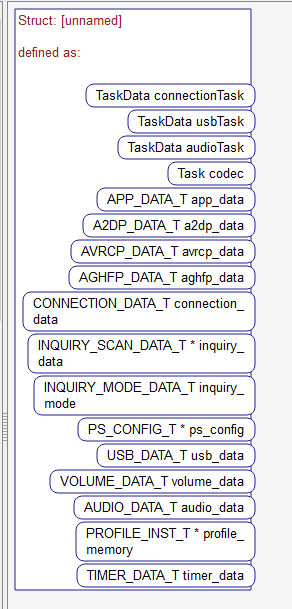 Struct: [unnamed]
defined as:
TaskData connectionTask
TaskData usbTask
TaskData audioTask
Task codec
APP_DATA_T app_data
A2DP_DATA_T a2dp_data
AVRCP_DATA_T avrcp_data
AGHFP_DATA_T aghfp_data
CONNECTION_DATA_T connection_
data
INQUIRY_SCAN_DATA_T * inquiry_
data
INQUIRY_MODE_DATA_T inquiry_
mode
PS_CONFIG_T * ps_config
USB_DATA_T usb_data
VOLUME_DATA_T volume_data
AUDIO_DATA_T audio_data
PROFILE_INST_T * profile_
memory
TIMER_DATA_T timer_data